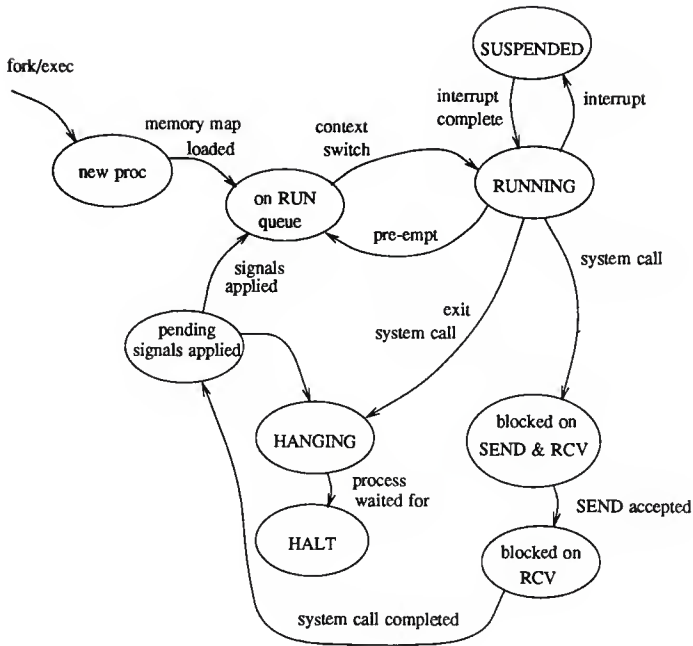 SUSPENDED
fork/exec
interrupt
complete
interrupt
memory map
loaded
context
switch
new proc
on RUN
queue
RUNNING
pre-empt
system call
signals
applied
exit
system call
pending
signals applied
HANGING
blocked on
SEND & RCV
process
waited for
SEND accepted
HALT
blocked on
RCV
system call completed